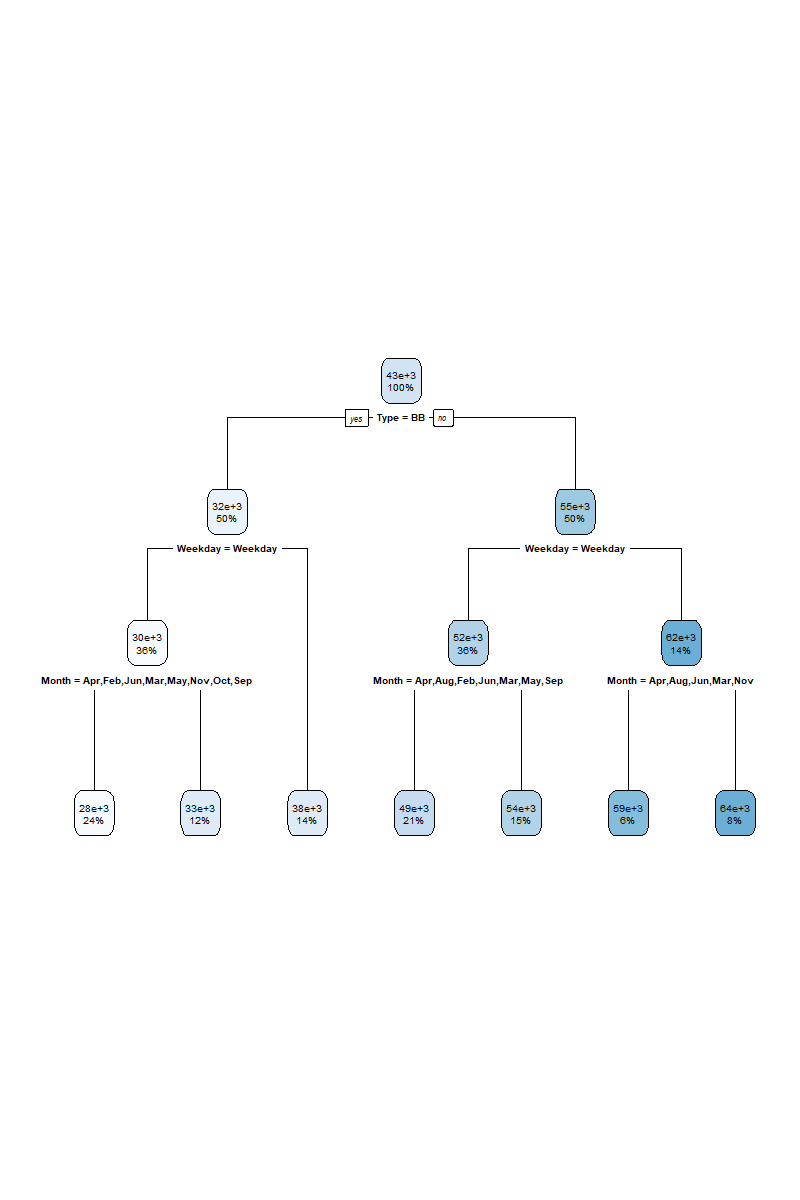 43e+3
100%
yes Type = BB no
32e+3
50%
55e+3
50%
Weekday = Weekday
Weekday = Weekday
30e+3
36%
52e+3
36%
62e+3
14%
Month = Apr,Feb,Jun,Mar,May,Nov,Oct,Sep
Month = Apr,Aug,Feb,Jun,Mar,May,Sep
Month = Apr,Aug,Jun,Mar,Nov
28e+3
24%
33e+3
12%
38e+3
14%
49e+3
21%
54e+3
15%
59e+3
6%
64e+3
8%